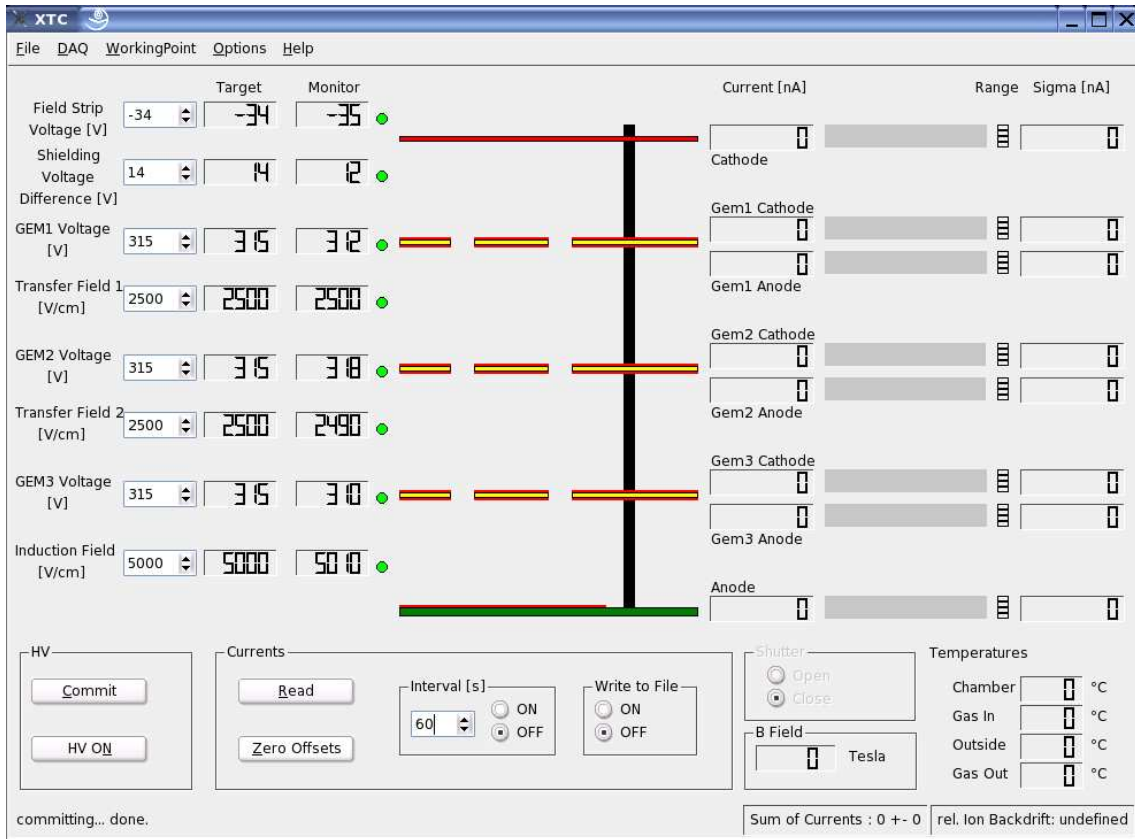 XTC
File DAQ WorkingPoint Options Help
Target Monitor Current [nA] Range Sigma [nA]
Field Strip
Voltage [V]
-34 -34 -35
0 0
Cathode
Shielding
Voltage
Difference [V]
14 14 12
Gem1 Cathode
GEM1 Voltage
[V]
315 315 312
0 0
0 0
Gem1 Anode
Transfer Field 1
[V/cm]
2500 2500 2500
Gem2 Cathode
GEM2 Voltage
[V]
315 315 318
0 0
0 0
Gem2 Anode
Transfer Field 2
[V/cm]
2500 2500 2490
Gem3 Cathode
GEM3 Voltage
[V]
315 315 310
0 0
0 0
Gem3 Anode
Induction Field
[V/cm]
5000 5000 5010
Anode
0 0
HV
Commit
HV ON
Currents
Read
Zero Offsets
Interval [s]
60
ON
OFF
Write to File
ON
OFF
Shutter
Open
Close
B Field
0 Tesla
Temperatures
Chamber 0 °C
Gas In 0 °C
Outside 0 °C
Gas Out 0 °C
committing... done.
Sum of Currents : 0 +- 0
rel. Ion Backdrift: undefined